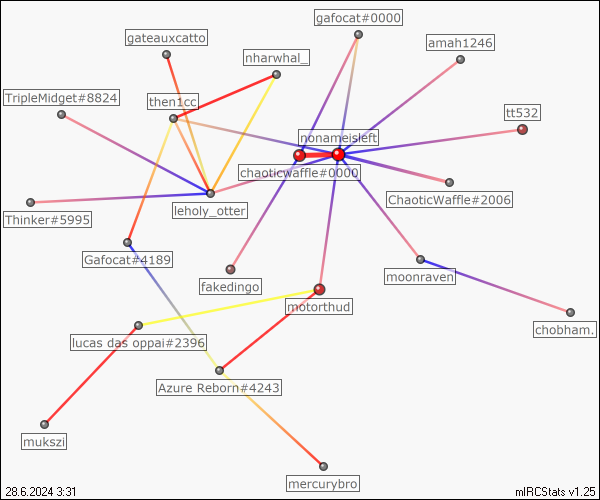 gafocat#0000
gateauxcatto
amah1246
nharwhal_
TripleMidget#8824
then1cc
tt532
nonameisleft
chaoticwaffle#0000
ChaoticWaffle#2006
leholy_otter
Thinker#5995
Gafocat#4189
moonraven
fakedingo
motorthud
chobham.
lucas das oppai#2396
Azure Reborn#4243
mukszi
mercurybro
28.6.2024 3:31
mIRCStats v1.25